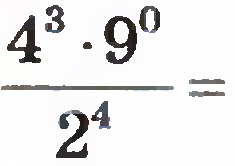 4³ · 9⁰
2⁴
=